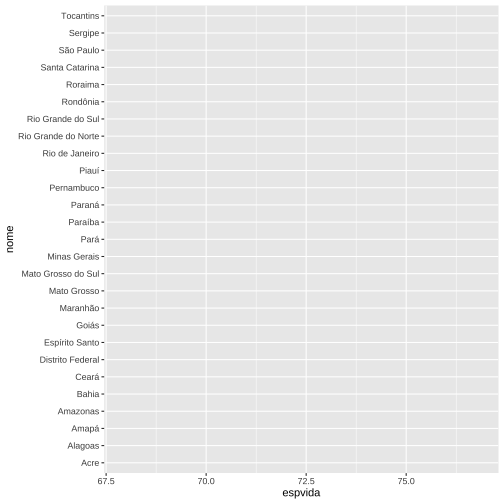 Tocantins
Sergipe
São Paulo
Santa Catarina
Roraima
Rondônia
Rio Grande do Sul
Rio Grande do Norte
Rio de Janeiro
Piauí
Pernambuco
Paraná
Paraíba
Pará
Minas Gerais
Mato Grosso do Sul
Mato Grosso
Maranhão
Goiás
Espírito Santo
Distrito Federal
Ceará
Bahia
Amazonas
Amapá
Alagoas
Acre
nome
67.5 70.0 72.5 75.0
espvida